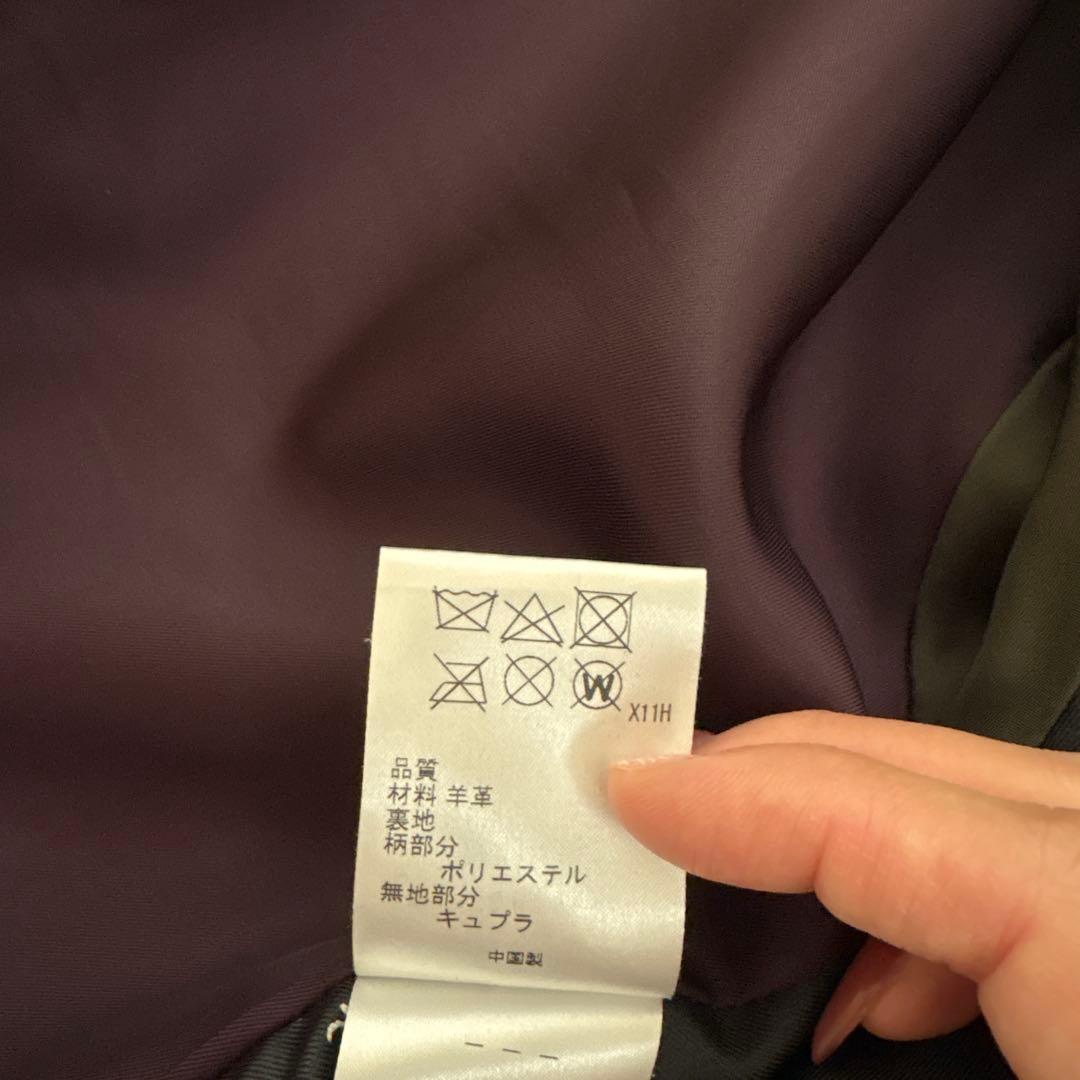 W
X11H
品質
材料 羊革
裏地
柄部分
ポリエステル
無地部分
キュプラ
中国製